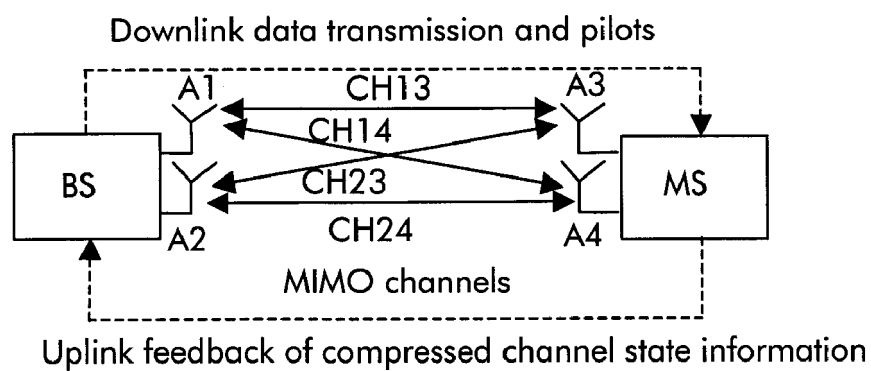 Downlink data transmission and pilots
A1
CH13
A3
CH14
BS
MS
CH23
A2
CH24
A4
MIMO channels
Uplink feedback of compressed channel state information